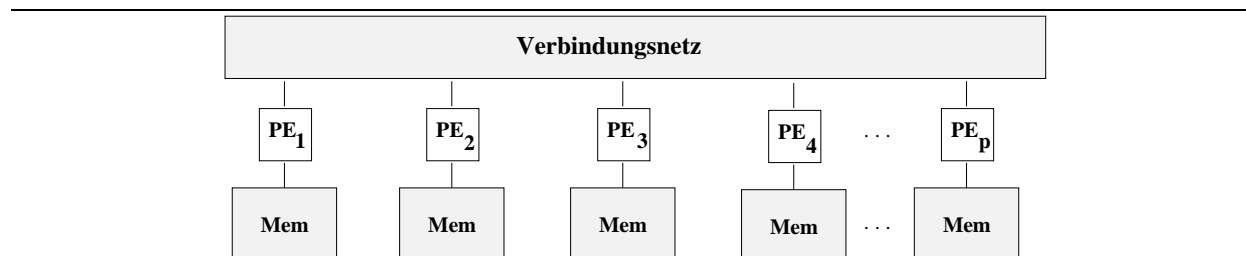 Verbindungsnetz
PE1 PE2 PE3 PE4 . . . PEp
Mem Mem Mem Mem . . . Mem